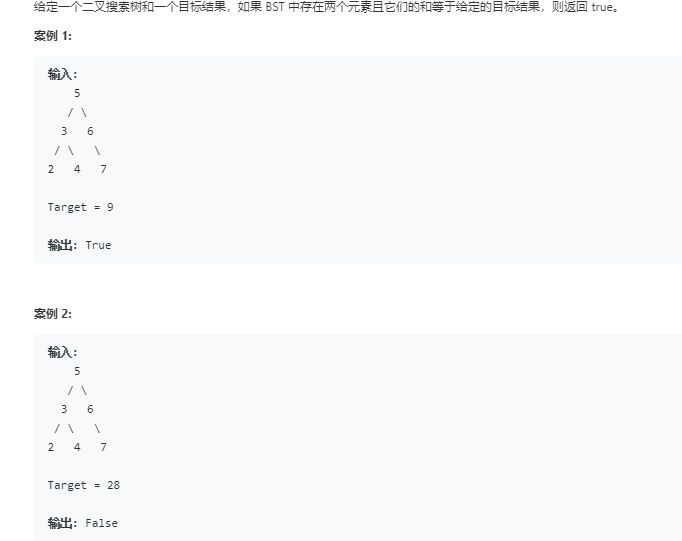 给定一个二叉搜索树和一个目标结果，如果 BST 中存在两个元素且它们的和等于给定的目标结果，则返回 true。
案例 1:
输入:
    5
   / \
  3   6
 / \   \
2   4   7
Target = 9
输出: True
案例 2:
输入:
    5
   / \
  3   6
 / \   \
2   4   7
Target = 28
输出: False